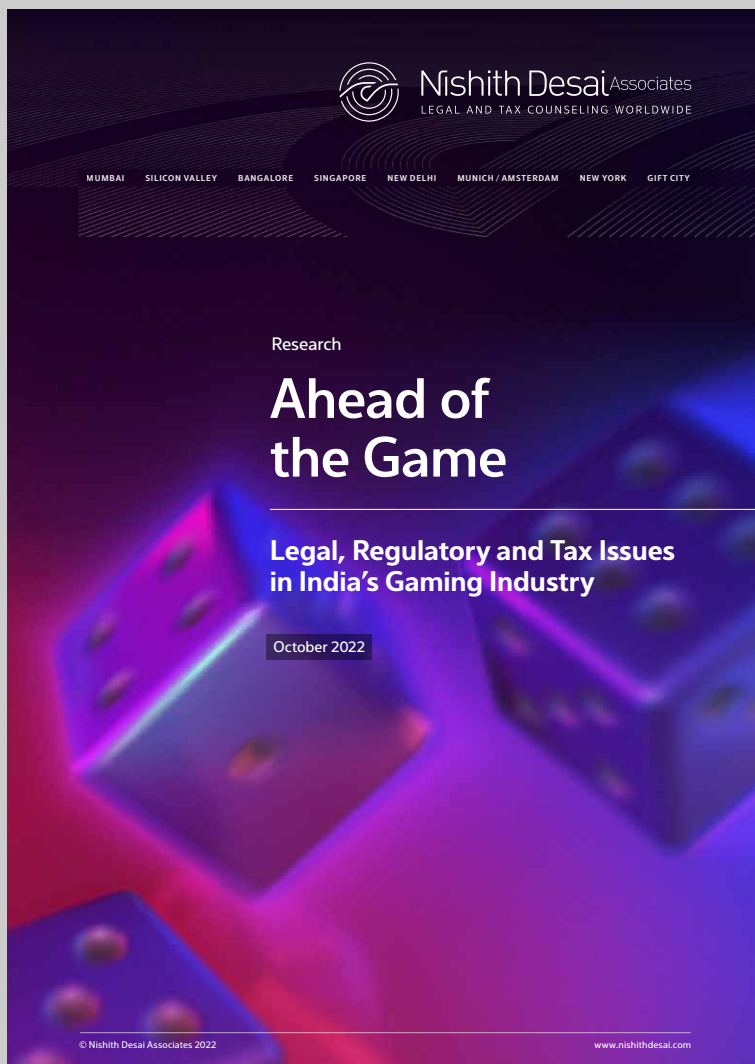 Nishith Desai Associates
LEGAL AND TAX COUNSELING WORLDWIDE
MUMBAI SILICON VALLEY BANGALORE SINGAPORE NEW DELHI MUNICH / AMSTERDAM NEW YORK GIFT CITY
Research
Ahead of
the Game
Legal, Regulatory and Tax Issues
in India’s Gaming Industry
October 2022
© Nishith Desai Associates 2022 www.nishithdesai.com